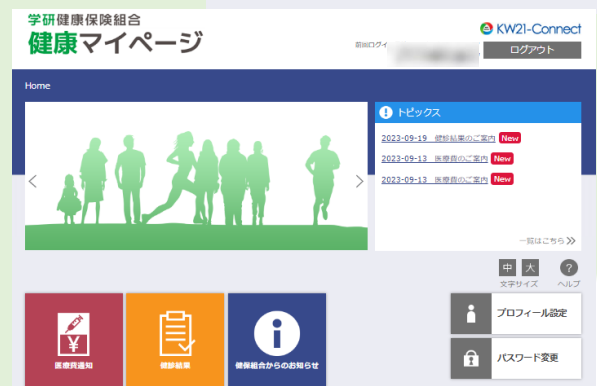 学研健康保険組合
健康マイページ
KW21-Connect
前回ログイ
ログアウト
Home
トピックス
2023-09-19 健診結果のご案内 New
2023-09-13 医療費のご案内 New
2023-09-13 医療費のご案内 New
一覧はこちら
中 大 ?
文字サイズ ヘルプ
プロフィール設定
パスワード変更
医療費通知
健診結果
健保組合からのお知らせ